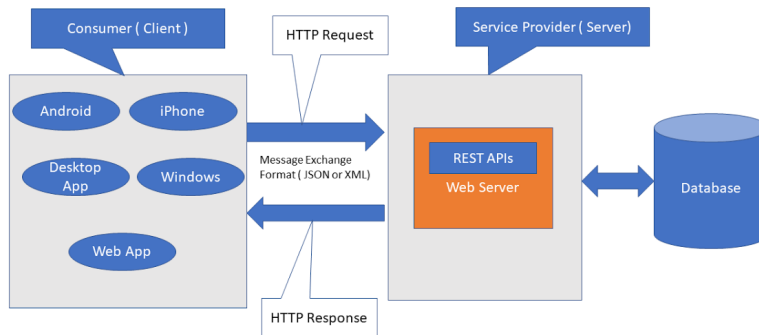 Consumer ( Client )
HTTP Request
Service Provider ( Server)
Android
iPhone
Desktop
App
Windows
Web App
Message Exchange
Format ( JSON or XML)
REST APIs
Web Server
Database
HTTP Response